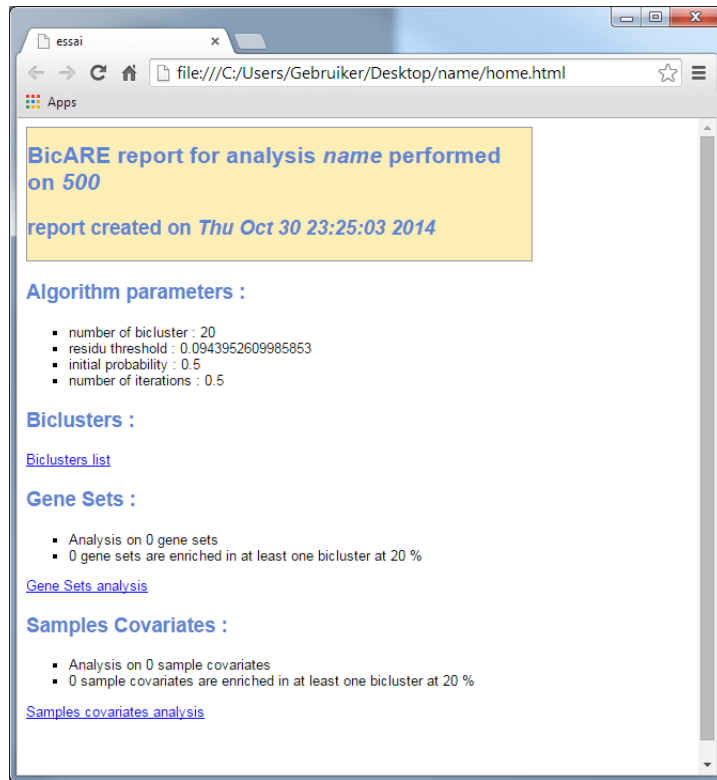 essai
file:///C:/Users/Gebruiker/Desktop/name/home.html
Apps
BicARE report for analysis name performed
on 500
report created on Thu Oct 30 23:25:03 2014
Algorithm parameters :
number of bicluster : 20
residu threshold : 0.0943952609985853
initial probability : 0.5
number of iterations : 0.5
Biclusters :
Biclusters list
Gene Sets :
Analysis on 0 gene sets
0 gene sets are enriched in at least one bicluster at 20 %
Gene Sets analysis
Samples Covariates :
Analysis on 0 sample covariates
0 sample covariates are enriched in at least one bicluster at 20 %
Samples covariates analysis